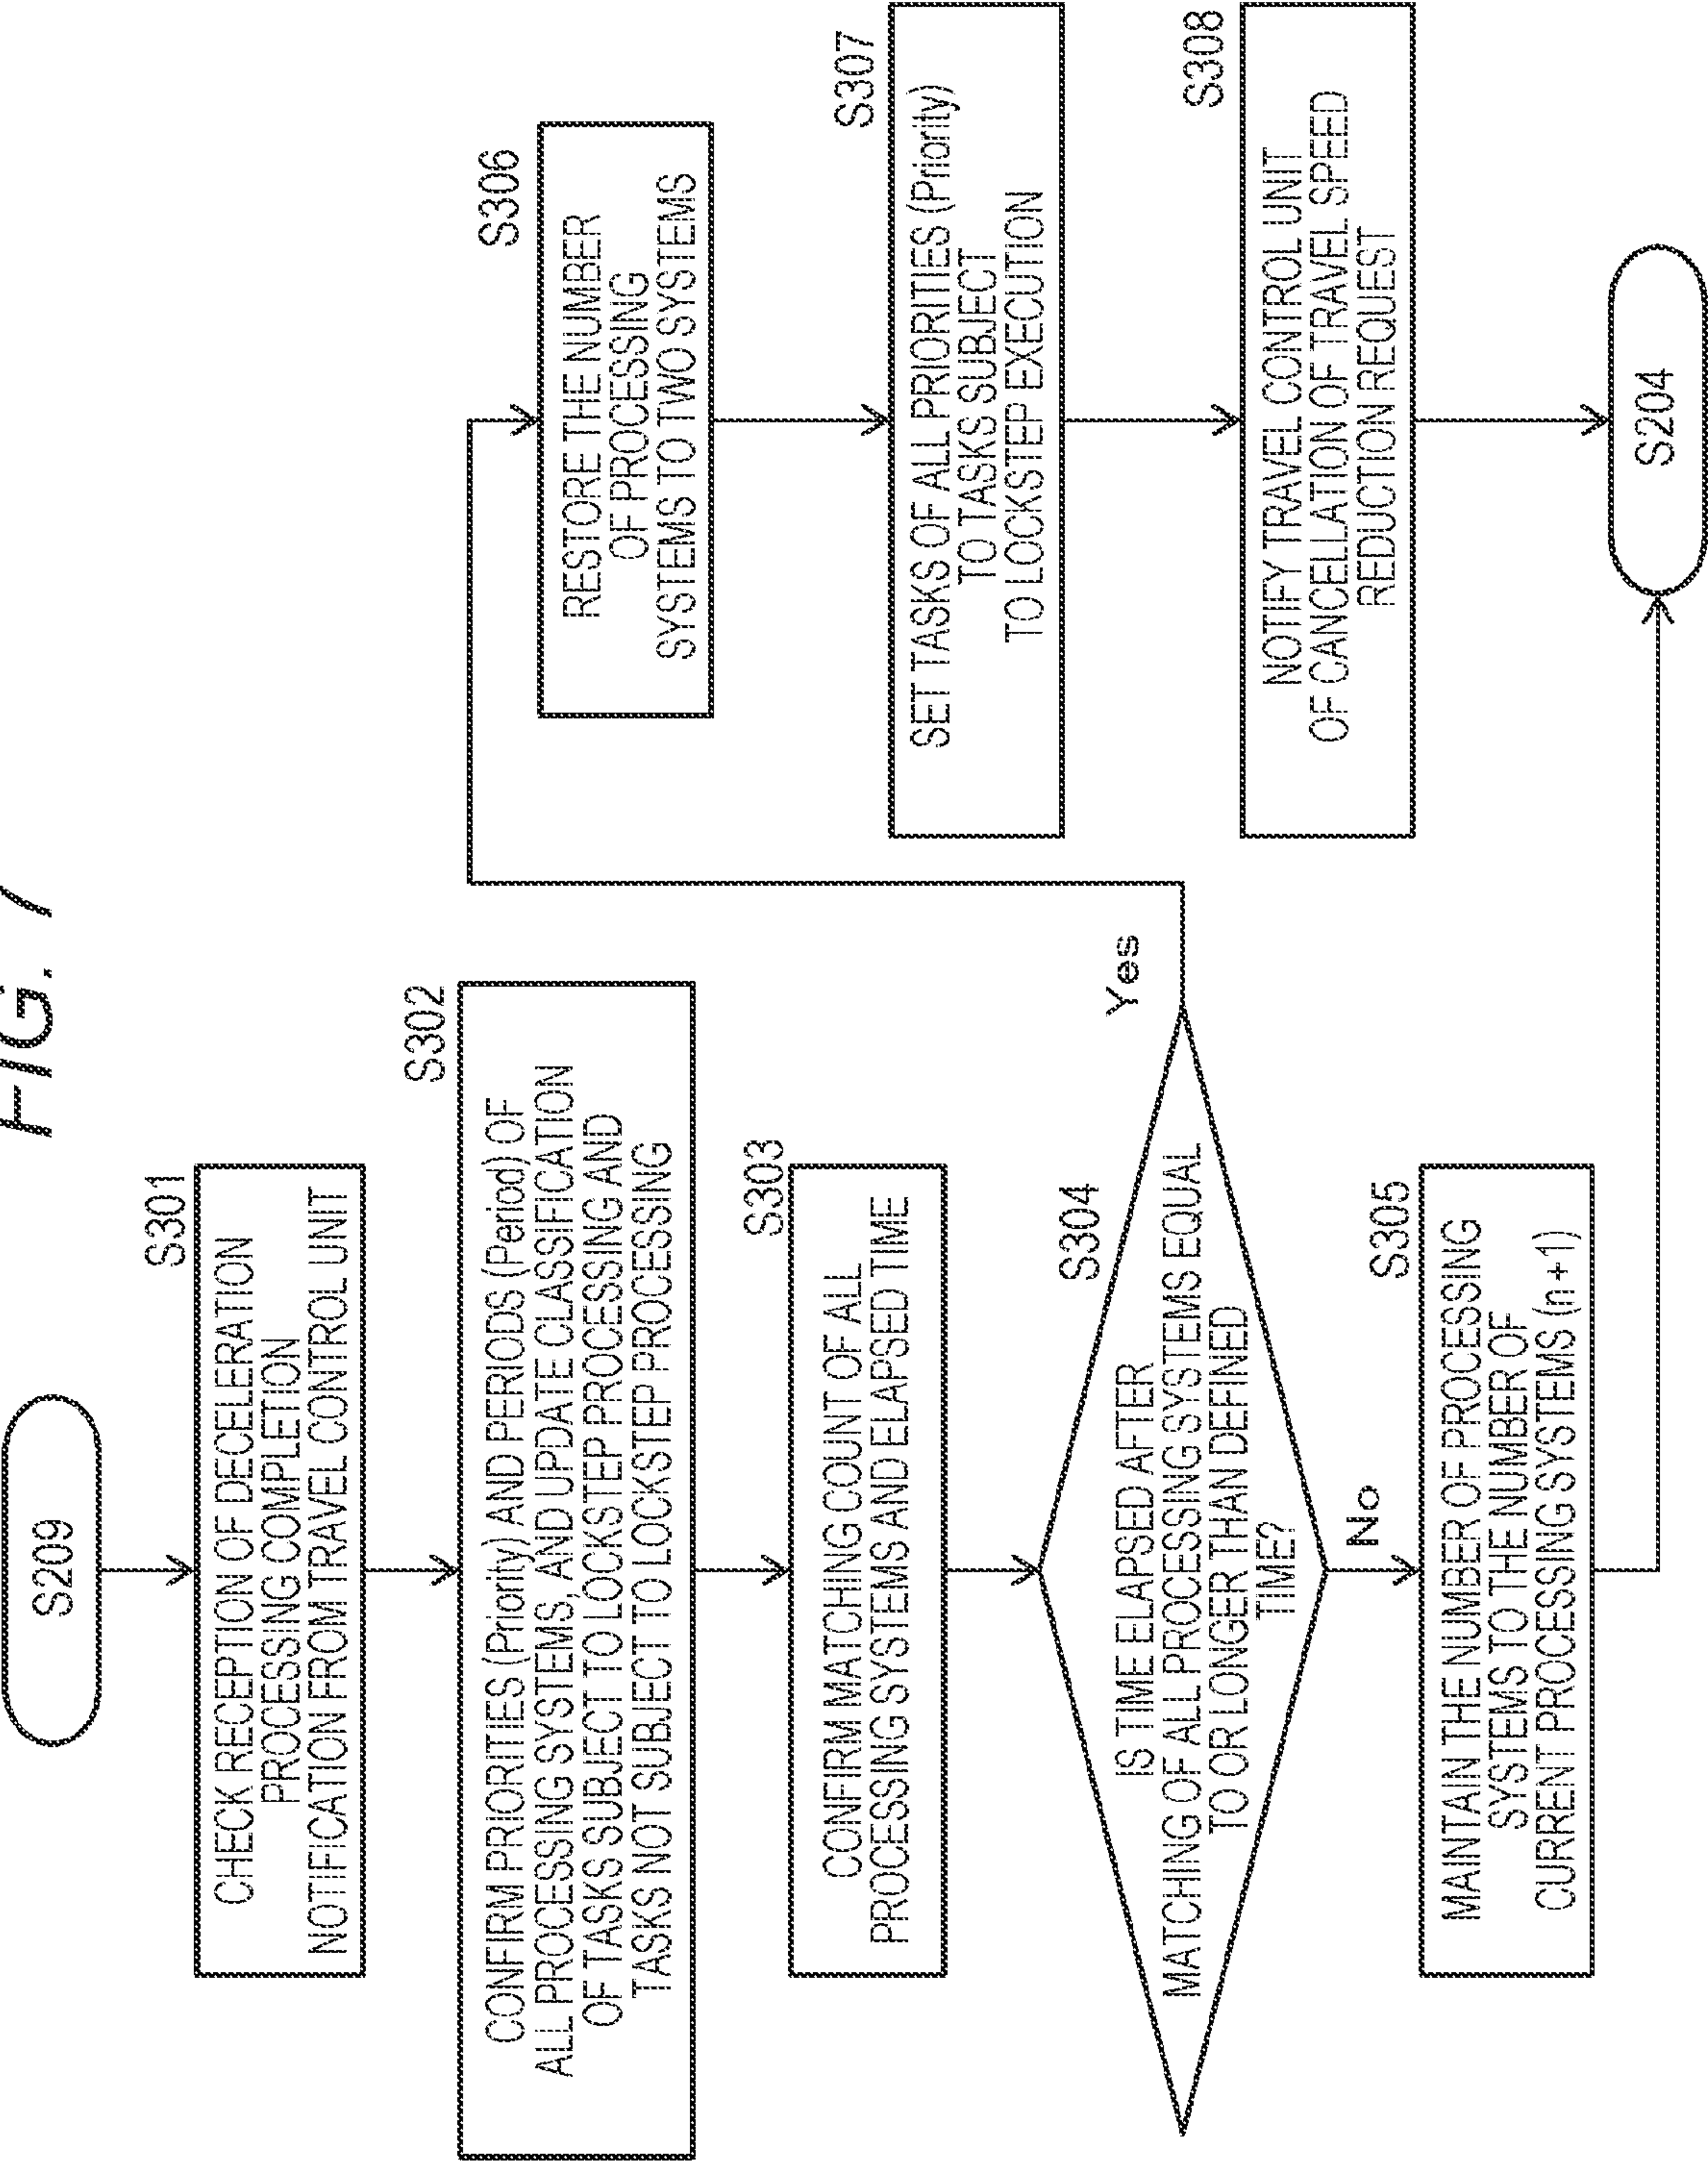 FIG. 7
S209
S301
CHECK RECEPTION OF DECELERATION
PROCESSING COMPLETION
NOTIFICATION FROM TRAVEL CONTROL UNIT
S302
CONFIRM PRIORITIES (Priority) AND PERIODS (Period) OF
ALL PROCESSING SYSTEMS, AND UPDATE CLASSIFICATION
OF TASKS SUBJECT TO LOCKSTEP PROCESSING AND
TASKS NOT SUBJECT TO LOCKSTEP PROCESSING
S303
CONFIRM MATCHING COUNT OF ALL
PROCESSING SYSTEMS AND ELAPSED TIME
S304
IS TIME ELAPSED AFTER
MATCHING OF ALL PROCESSING SYSTEMS EQUAL
TO OR LONGER THAN DEFINED
TIME?
Yes
No
S305
MAINTAIN THE NUMBER OF PROCESSING
SYSTEMS TO THE NUMBER OF
CURRENT PROCESSING SYSTEMS (n+1)
S306
RESTORE THE NUMBER
OF PROCESSING
SYSTEMS TO TWO SYSTEMS
S307
SET TASKS OF ALL PRIORITIES (Priority)
TO TASKS SUBJECT
TO LOCKSTEP EXECUTION
S308
NOTIFY TRAVEL CONTROL UNIT
OF CANCELLATION OF TRAVEL SPEED
REDUCTION REQUEST
S204